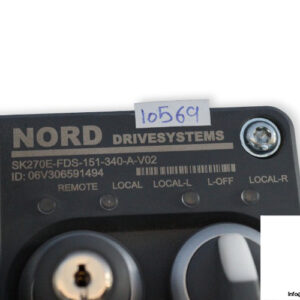 10569
NORD DRIVESYSTEMS
SK270E-FDS-151-340-A-V02
ID: 06V306591494
REMOTE LOCAL LOCAL-L L-OFF LOCAL-R